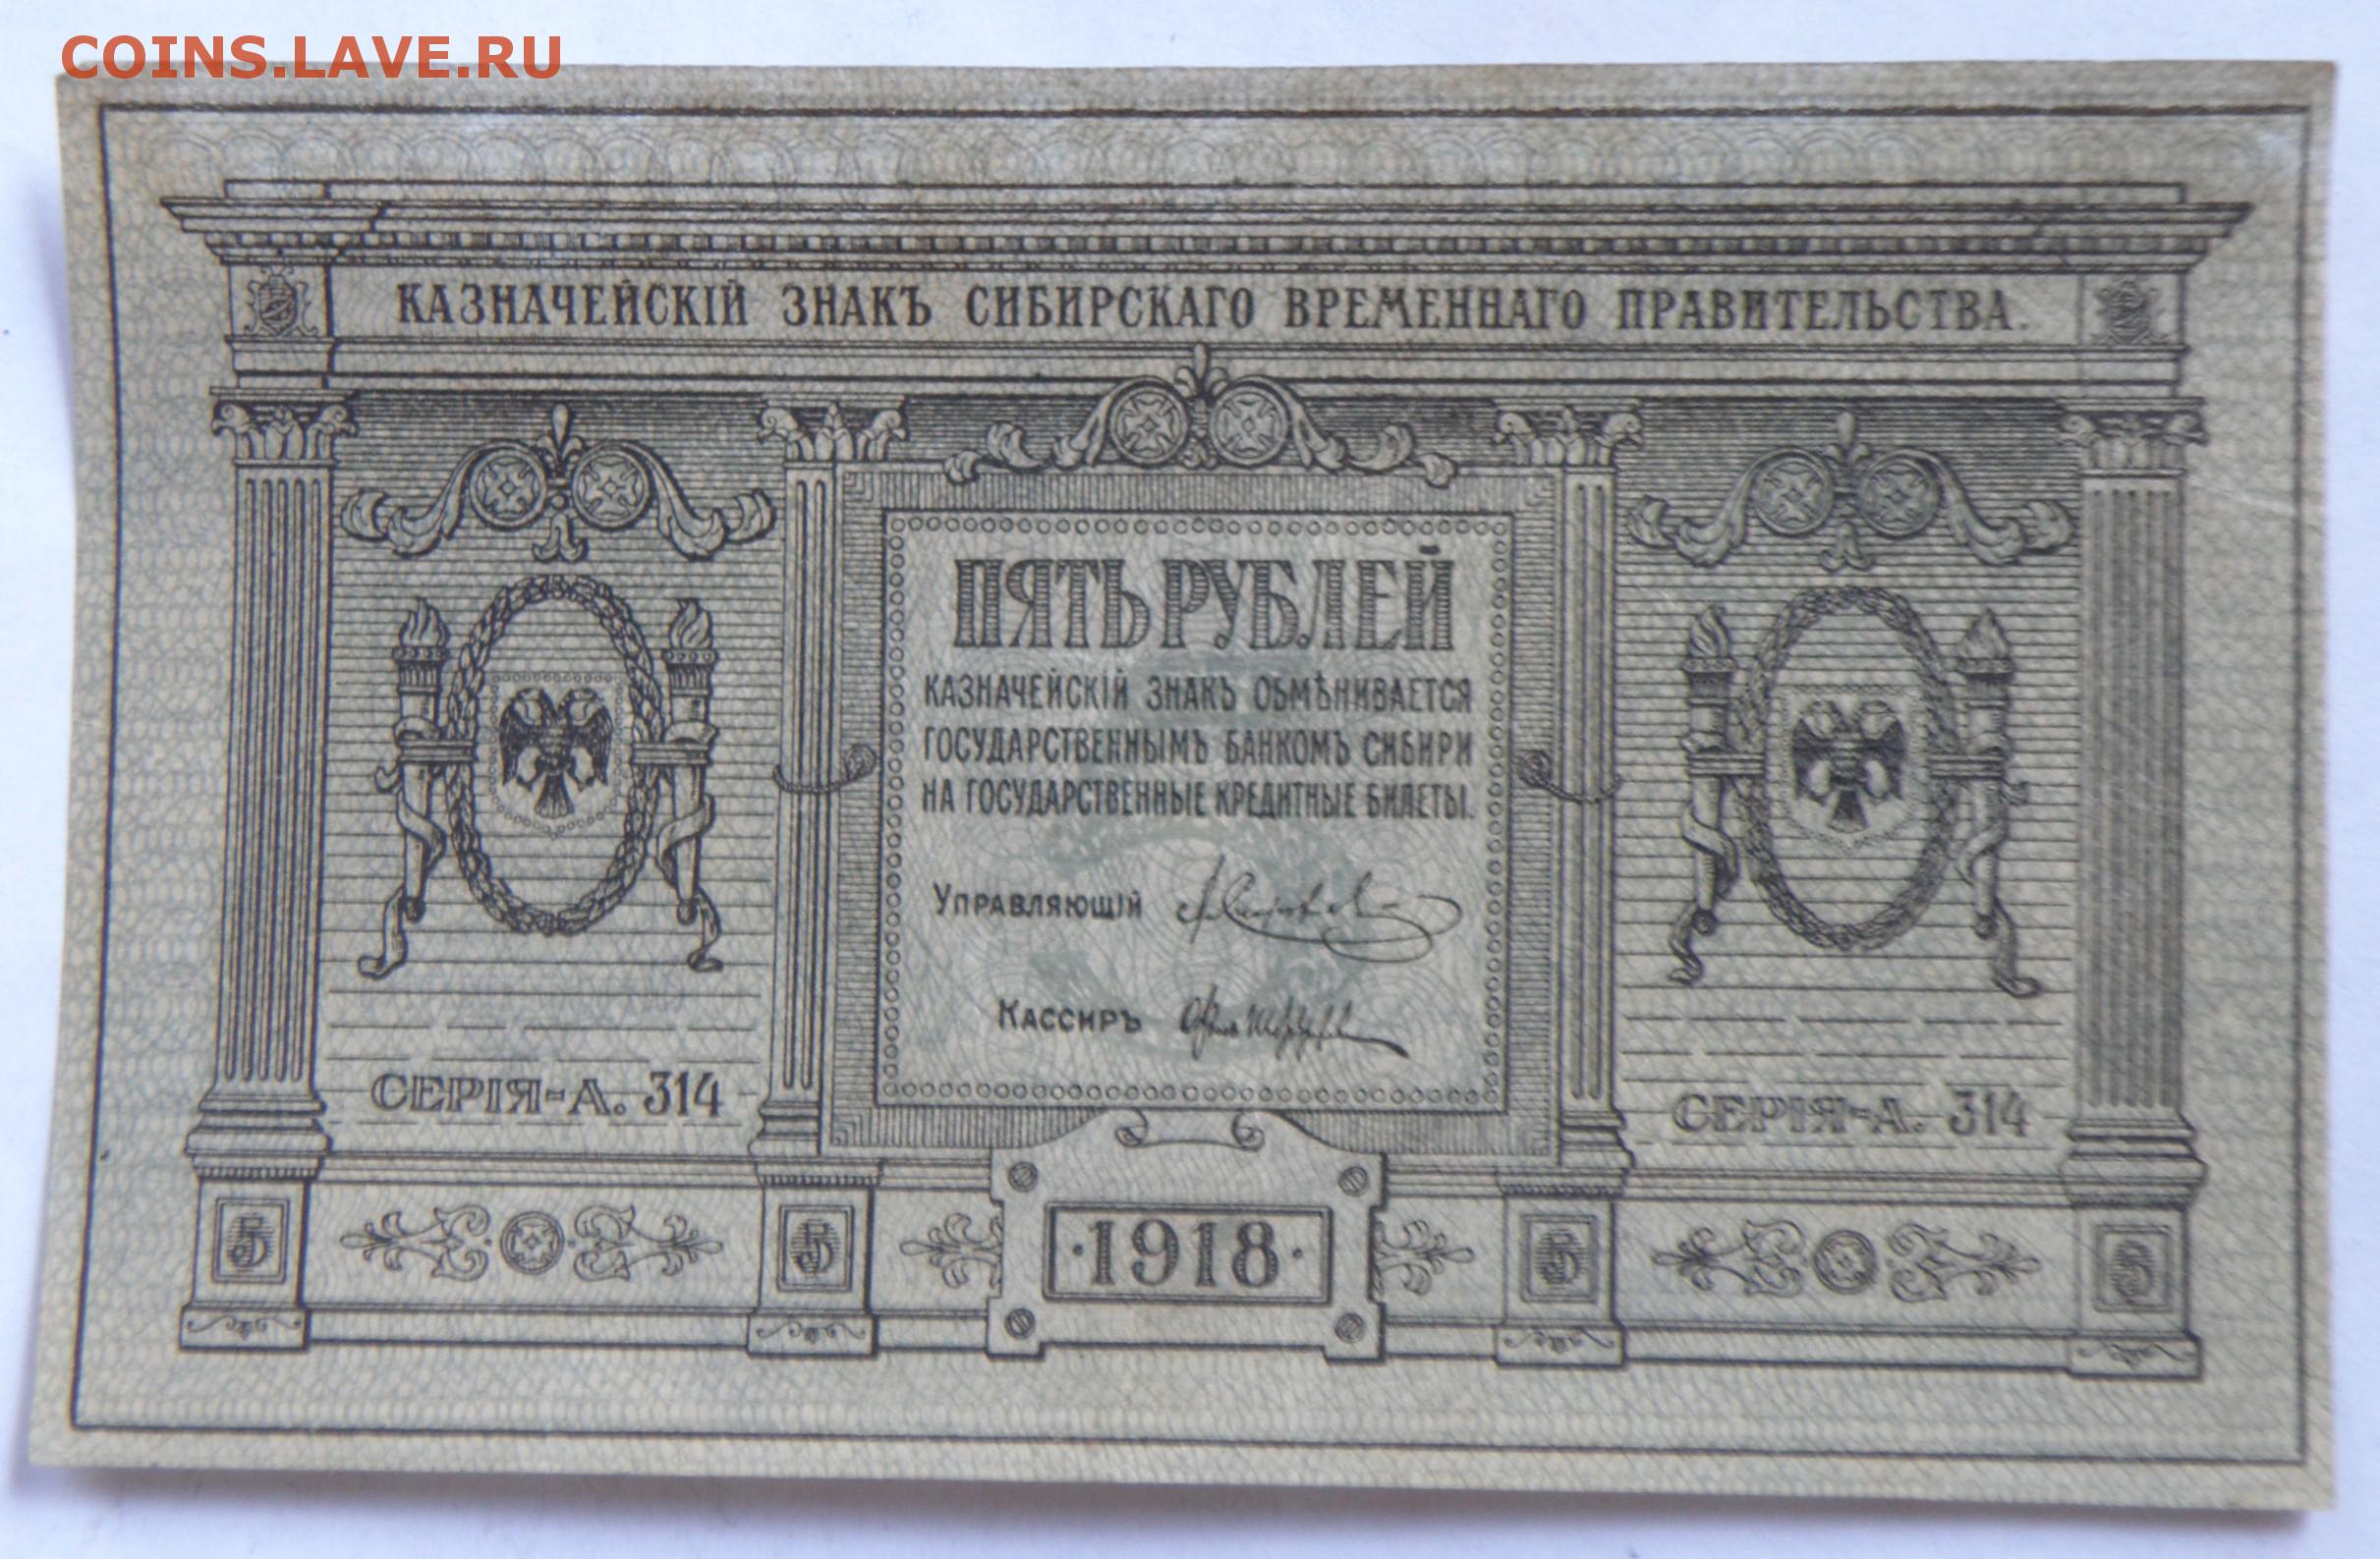 COINS.LAVE.RU
КАЗНАЧЕЙСКІЙ ЗНАКЪ СИБИРСКАГО ВРЕМЕННАГО ПРАВИТЕЛЬСТВА.
ПЯТЬ РУБЛЕЙ
КАЗНАЧЕЙСКІЙ ЗНАКЪ ОБМѢНИВАЕТСЯ
ГОСУДАРСТВЕННЫМЪ БАНКОМЪ СИБИРИ
НА ГОСУДАРСТВЕННЫЕ КРЕДИТНЫЕ БИЛЕТЫ.
УПРАВЛЯЮЩІЙ
КАССИРЪ
СЕРІЯ-А. 314
СЕРІЯ-А. 314
5 5 5 5
·1918·